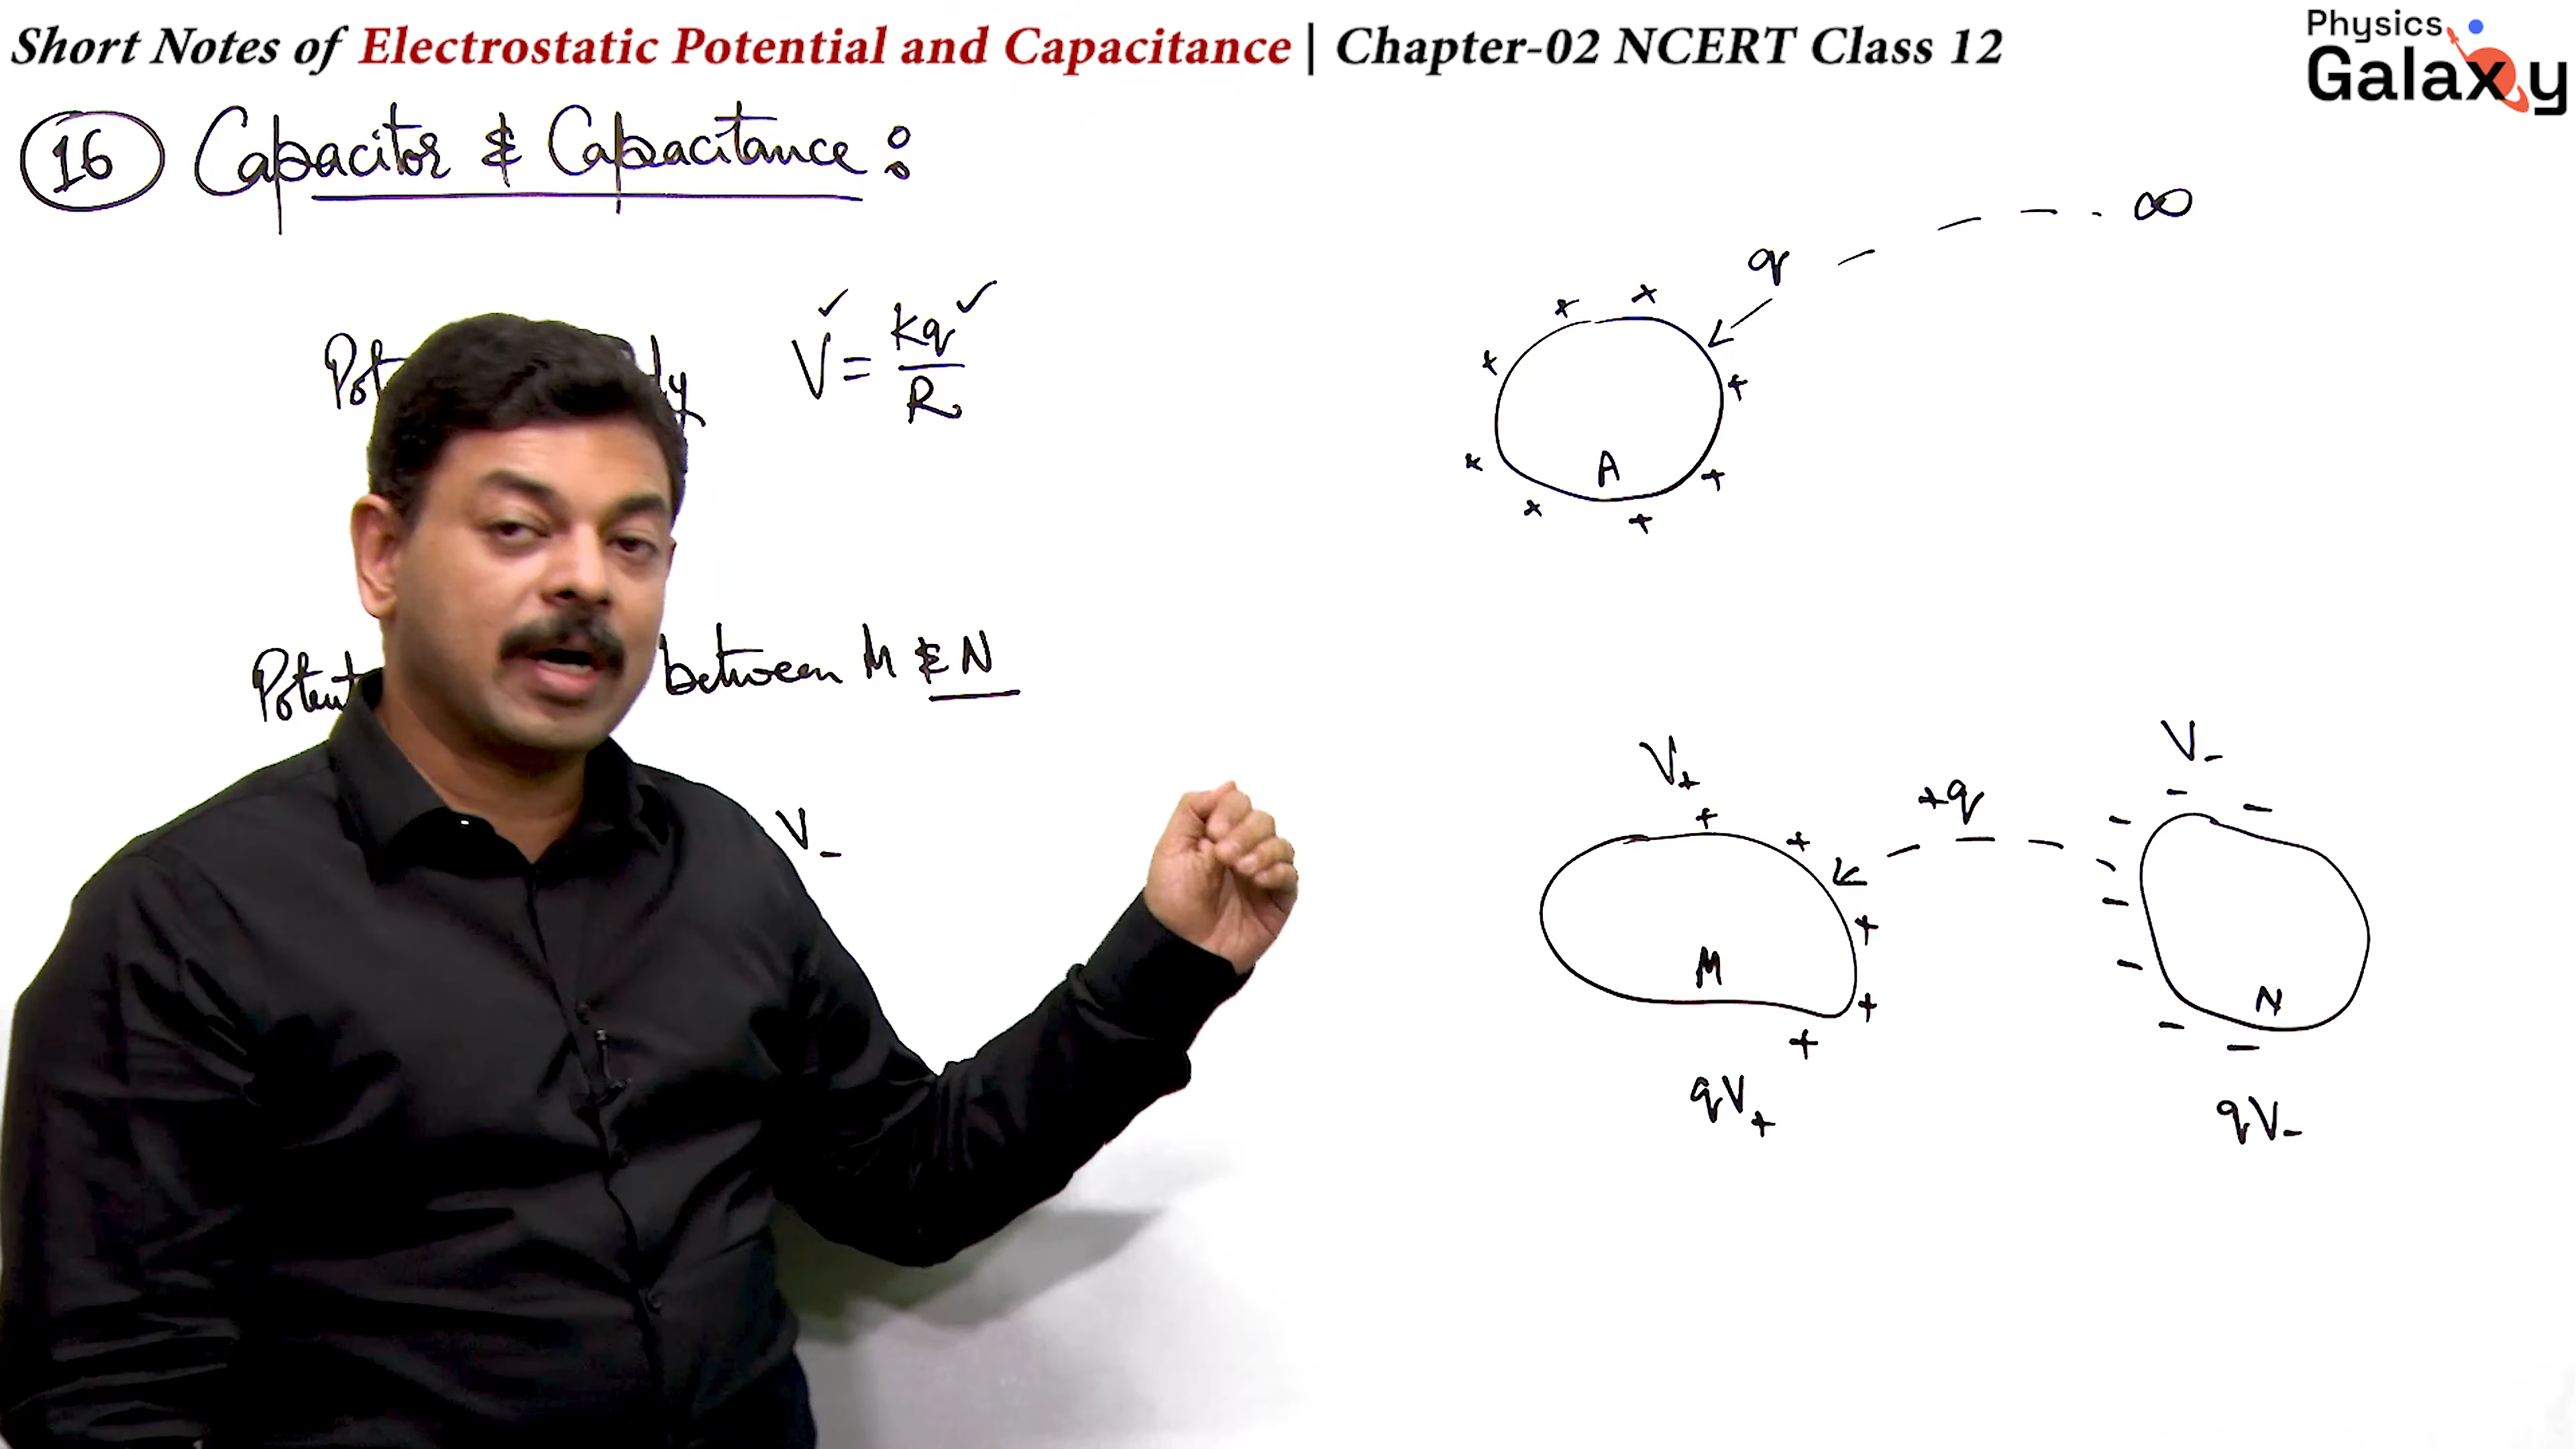 Short Notes of Electrostatic Potential and Capacitance | Chapter-02 NCERT Class 12
Physics
Galaxy
16 Capacitor & Capacitance :
∞
q
V = Kq
R
+ + + + + + + + +
A
between M & N
V+
V-
+q
V-
+ + + + +
- - - - - - - -
M
N
qV+
qV-